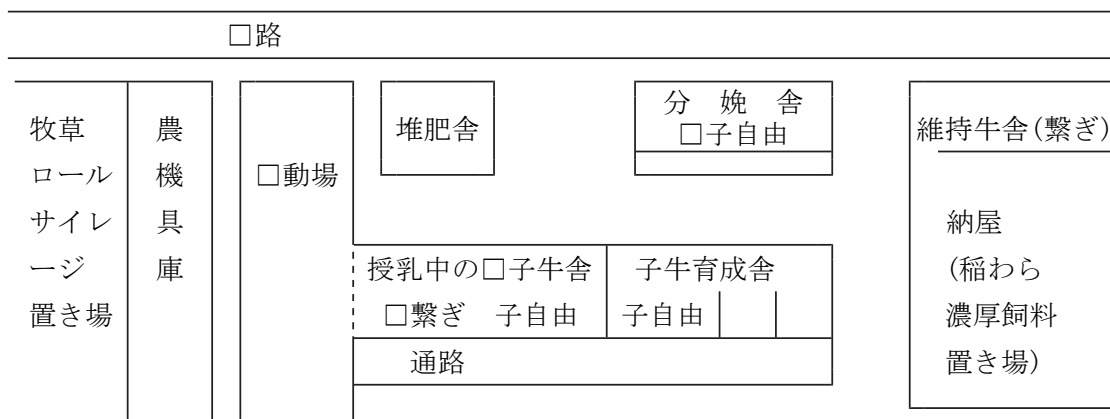 □路
牧草
ロール
サイレ
ージ
置き場
農
機
具
庫
□動場
堆肥舎
分 娩 舎
□子自由
維持牛舎(繋ぎ)
納屋
(稲わら
濃厚飼料
置き場)
授乳中の□子牛舎
□繋ぎ 子自由
子牛育成舎
子自由
通路